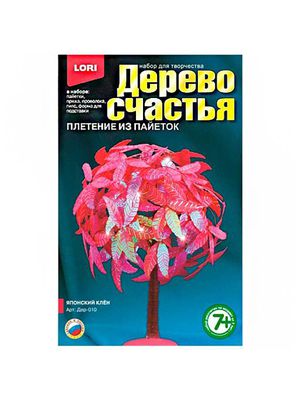 LORI
набор для творчества
Дерево
счастья
ПЛЕТЕНИЕ ИЗ ПАЙЕТОК
в наборе:
пайетки,
пряжа, проволока,
гипс, форма для
подставки
ЯПОНСКИЙ КЛЁН
Арт. Дер-010
7+